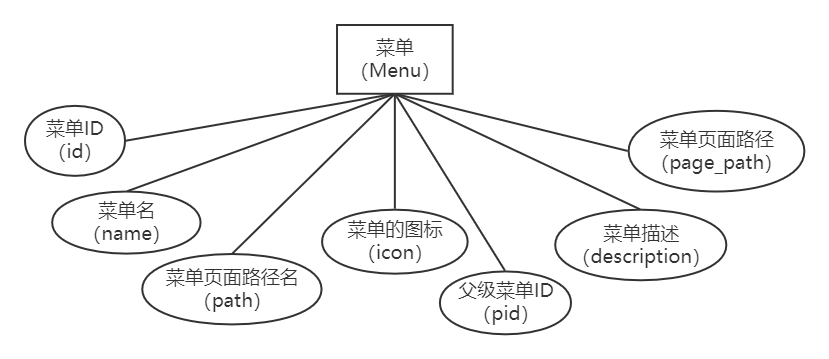 菜单
（Menu）
菜单ID
（id）
菜单名
（name）
菜单页面路径名
（path）
菜单的图标
（icon）
父级菜单ID
（pid）
菜单描述
（description）
菜单页面路径
（page_path）